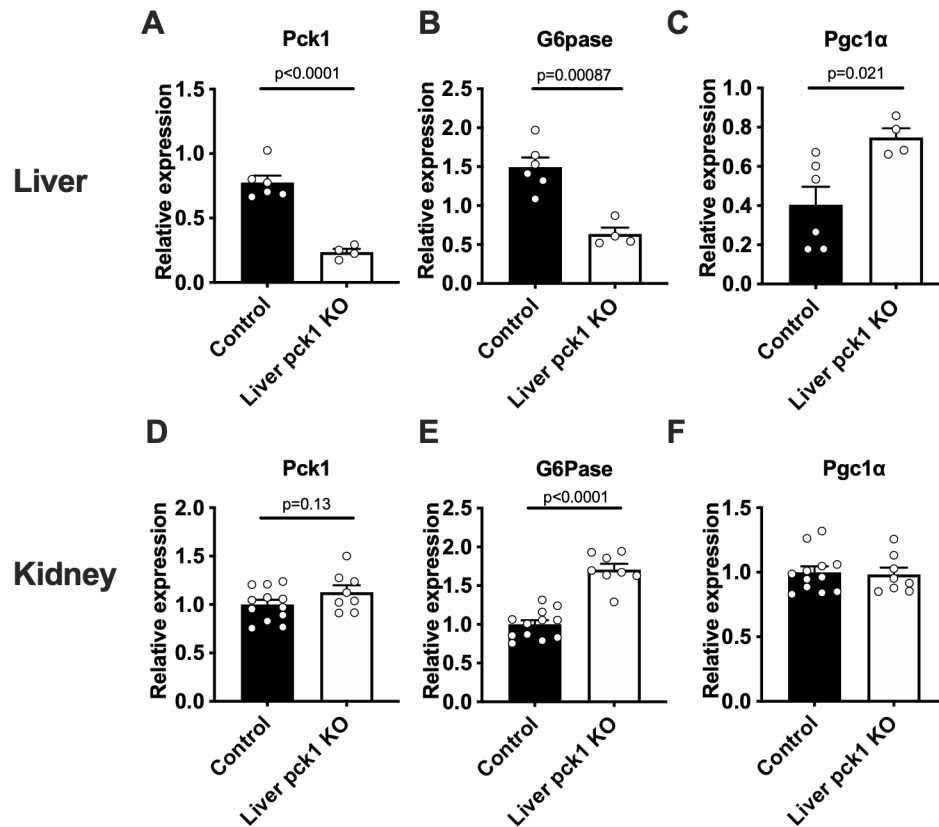 A
Pck1
p<0.0001
Relative expression
1.5
1.0
0.5
0.0
Control
Liver pck1 KO
B
G6pase
p=0.00087
Relative expression
2.5
2.0
1.5
1.0
0.5
0.0
Control
Liver pck1 KO
C
Pgc1α
p=0.021
Relative expression
1.0
0.8
0.6
0.4
0.2
0.0
Control
Liver pck1 KO
Liver
D
Pck1
p=0.13
Relative expression
2.0
1.5
1.0
0.5
0.0
Control
Liver pck1 KO
E
G6Pase
p<0.0001
Relative expression
2.5
2.0
1.5
1.0
0.5
0.0
Control
Liver pck1 KO
F
Pgc1α
Relative expression
1.5
1.0
0.5
0.0
Control
Liver pck1 KO
Kidney